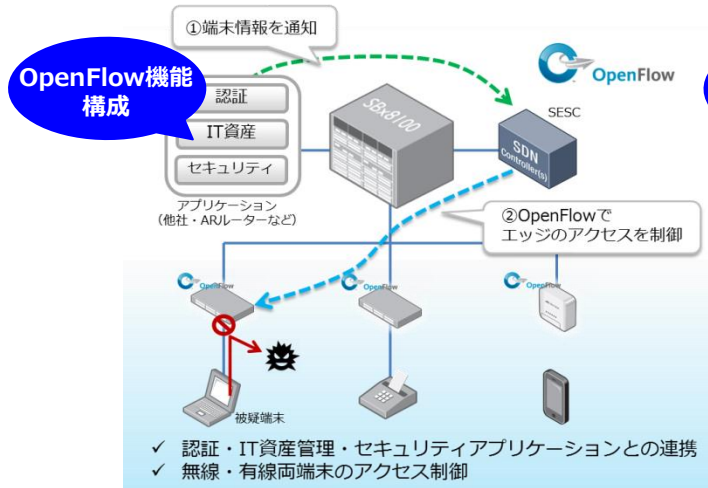 ①端末情報を通知
OpenFlow機能
構成
認証
IT資産
セキュリティ
アプリケーション
(他社・ARルーターなど)
SBx8100
OpenFlow
SESC
SDN
Controller(s)
②OpenFlowで
エッジのアクセスを制御
OpenFlow
OpenFlow
OpenFlow
被疑端末
✓ 認証・IT資産管理・セキュリティアプリケーションとの連携
✓ 無線・有線両端末のアクセス制御